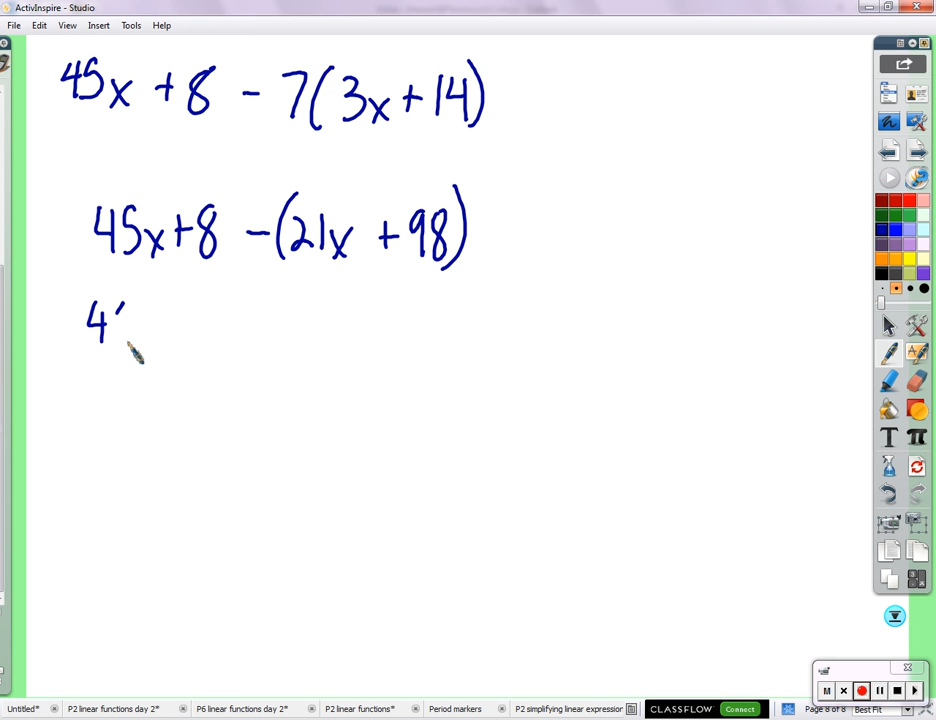 ActivInspire - Studio
File Edit View Insert Tools Help
45x + 8 - 7(3x + 14)
45x + 8 - (21x + 98)
4
T π
M
Untitled* P2 linear functions day 2* P6 linear functions day 2* P2 linear functions* Period markers P2 simplifying linear expression CLASSFLOW Connect Page 8 of 8 Best Fit